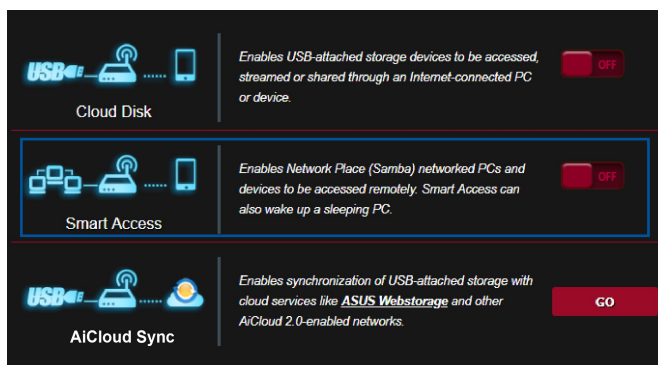 USB
Enables USB-attached storage devices to be accessed,
streamed or shared through an Internet-connected PC
or device.
OFF
Cloud Disk
Enables Network Place (Samba) networked PCs and
devices to be accessed remotely. Smart Access can
also wake up a sleeping PC.
OFF
Smart Access
USB
Enables synchronization of USB-attached storage with
cloud services like ASUS Webstorage and other
AiCloud 2.0-enabled networks.
GO
AiCloud Sync